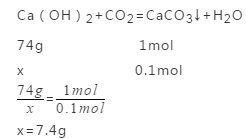 Ca(OH)2+CO2=CaCO3↓+H2O
74g 1mol
x 0.1mol
74g/x = 1mol/0.1mol
x=7.4g